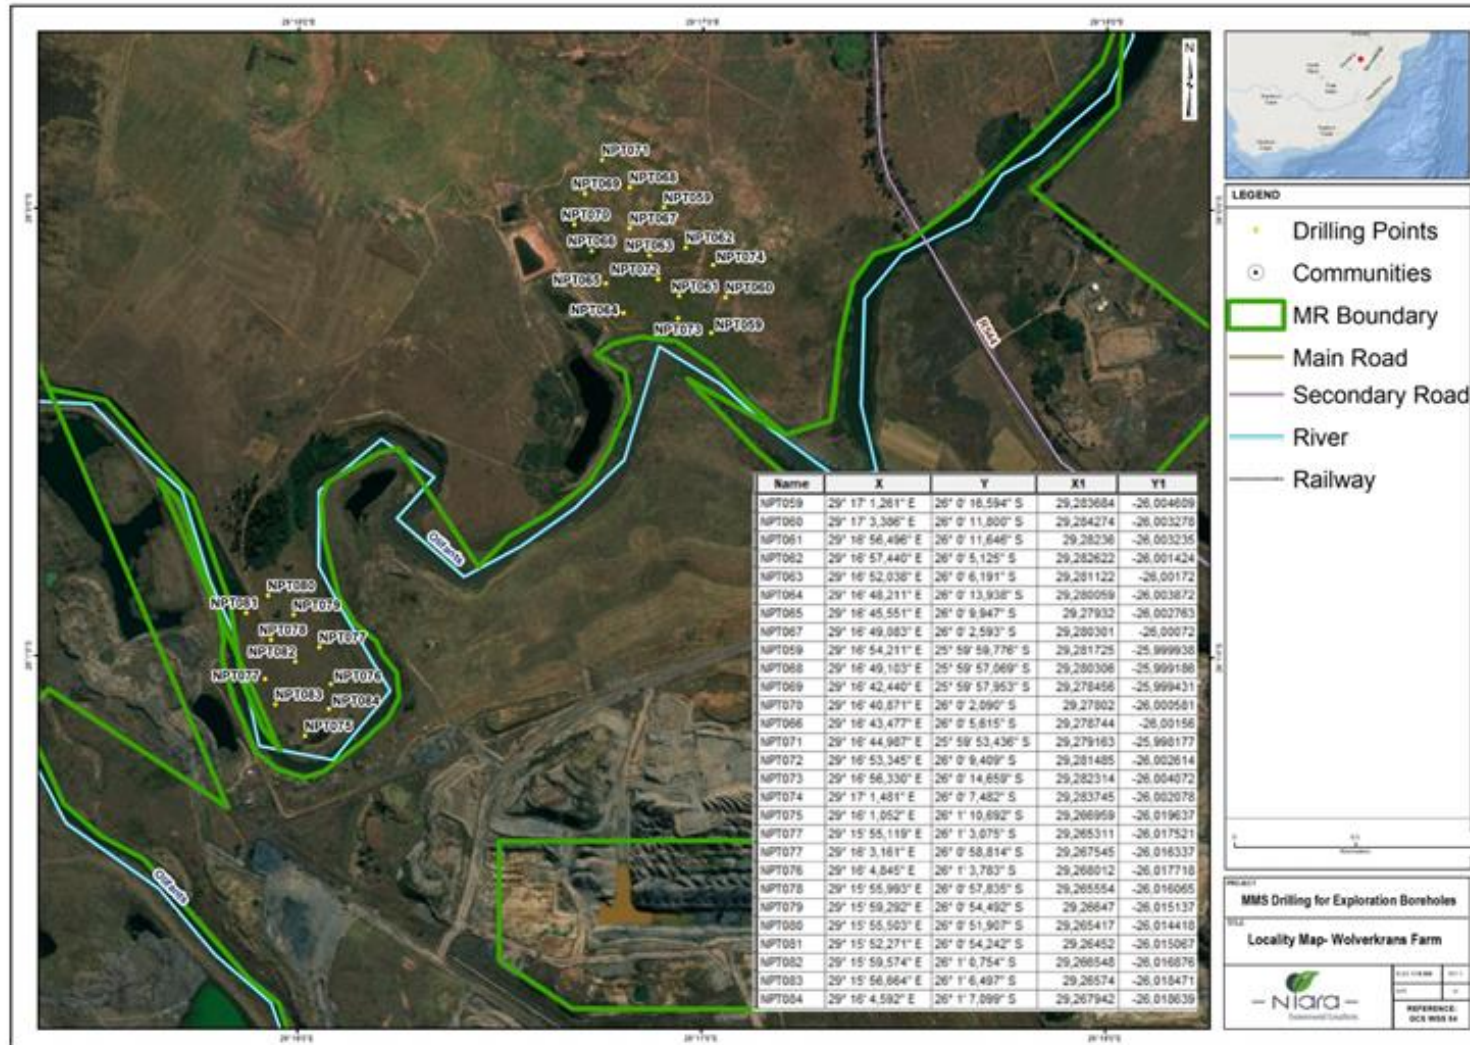 29°17'0"E
N
NPT071
NPT069
NPT068
NPT059
NPT070
NPT067
NPT066
NPT063
NPT062
NPT074
NPT065
NPT072
NPT061
NPT060
NPT064
NPT073
NPT059
R544
Olifants
NPT080
NPT081
NPT079
NPT078
NPT077
NPT082
NPT077
NPT076
NPT083
NPT084
NPT075
Olifants
Name X Y X1 Y1
NPT059 29° 17' 1,261" E 26° 0' 16,594" S 29,283684 -26,004609
NPT060 29° 17' 3,386" E 26° 0' 11,800" S 29,284274 -26,003278
NPT061 29° 16' 56,496" E 26° 0' 11,646" S 29,28236 -26,003235
NPT062 29° 16' 57,440" E 26° 0' 5,125" S 29,282622 -26,001424
NPT063 29° 16' 52,038" E 26° 0' 6,191" S 29,281122 -26,00172
NPT064 29° 16' 48,211" E 26° 0' 13,938" S 29,280059 -26,003872
NPT065 29° 16' 45,551" E 26° 0' 9,947" S 29,27932 -26,002763
NPT067 29° 16' 49,083" E 26° 0' 2,593" S 29,280301 -26,00072
NPT059 29° 16' 54,211" E 25° 59' 59,776" S 29,281725 -25,999938
NPT068 29° 16' 49,103" E 25° 59' 57,069" S 29,280306 -25,999186
NPT069 29° 16' 42,440" E 25° 59' 57,953" S 29,278456 -25,999431
NPT070 29° 16' 40,871" E 26° 0' 2,090" S 29,27802 -26,000581
NPT066 29° 16' 43,477" E 26° 0' 5,615" S 29,278744 -26,00156
NPT071 29° 16' 44,987" E 25° 59' 53,436" S 29,279163 -25,998177
NPT072 29° 16' 53,345" E 26° 0' 9,409" S 29,281485 -26,002614
NPT073 29° 16' 56,330" E 26° 0' 14,659" S 29,282314 -26,004072
NPT074 29° 17' 1,481" E 26° 0' 7,482" S 29,283745 -26,002078
NPT075 29° 16' 1,052" E 26° 1' 10,692" S 29,266959 -26,019637
NPT077 29° 15' 55,119" E 26° 1' 3,075" S 29,265311 -26,017521
NPT077 29° 16' 3,161" E 26° 0' 58,814" S 29,267545 -26,016337
NPT076 29° 16' 4,845" E 26° 1' 3,783" S 29,268012 -26,017718
NPT078 29° 15' 55,993" E 26° 0' 57,835" S 29,265554 -26,016065
NPT079 29° 15' 59,292" E 26° 0' 54,492" S 29,26647 -26,015137
NPT080 29° 15' 55,503" E 26° 0' 51,907" S 29,265417 -26,014418
NPT081 29° 15' 52,271" E 26° 0' 54,242" S 29,26452 -26,015067
NPT082 29° 15' 59,574" E 26° 1' 0,754" S 29,266548 -26,016876
NPT083 29° 15' 56,664" E 26° 1' 6,497" S 29,26574 -26,018471
NPT084 29° 16' 4,592" E 26° 1' 7,099" S 29,267942 -26,018639
LEGEND
Drilling Points
Communities
MR Boundary
Main Road
Secondary Road
River
Railway
PROJECT
MMS Drilling for Exploration Boreholes
TITLE
Locality Map- Wolverkrans Farm
Niara
REFERENCE: